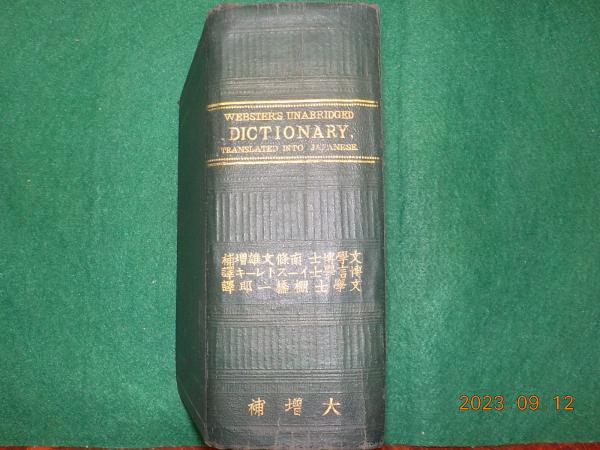 WEBSTER'S UNABRIDGED
DICTIONARY,
TRANSLATED INTO JAPANESE.
文學博士南條文雄增補
博言學士イーストレーキ譯
文學士棚橋一郎譯
大增補
2023 09 12